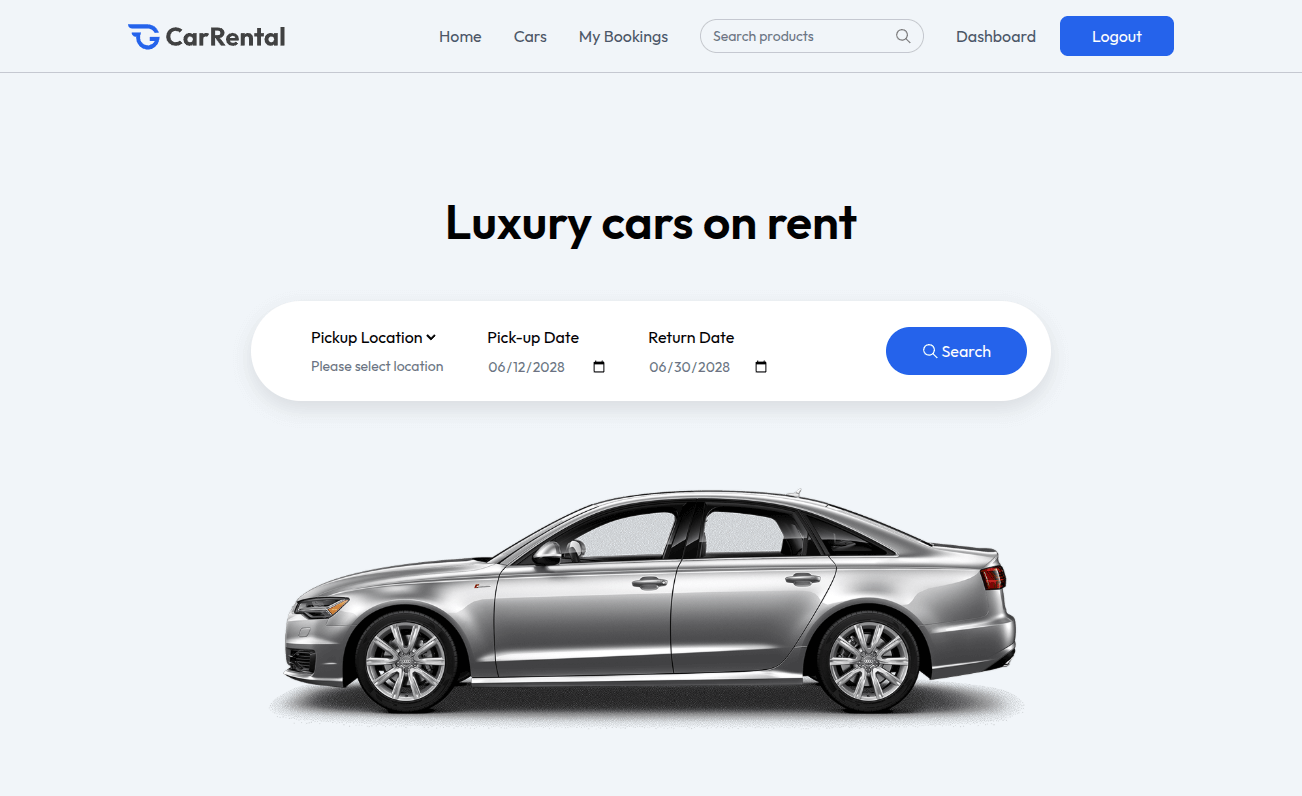 CarRental
Home Cars My Bookings Search products Dashboard Logout
Luxury cars on rent
Pickup Location Pick-up Date Return Date
Please select location 06/12/2028 06/30/2028
Search